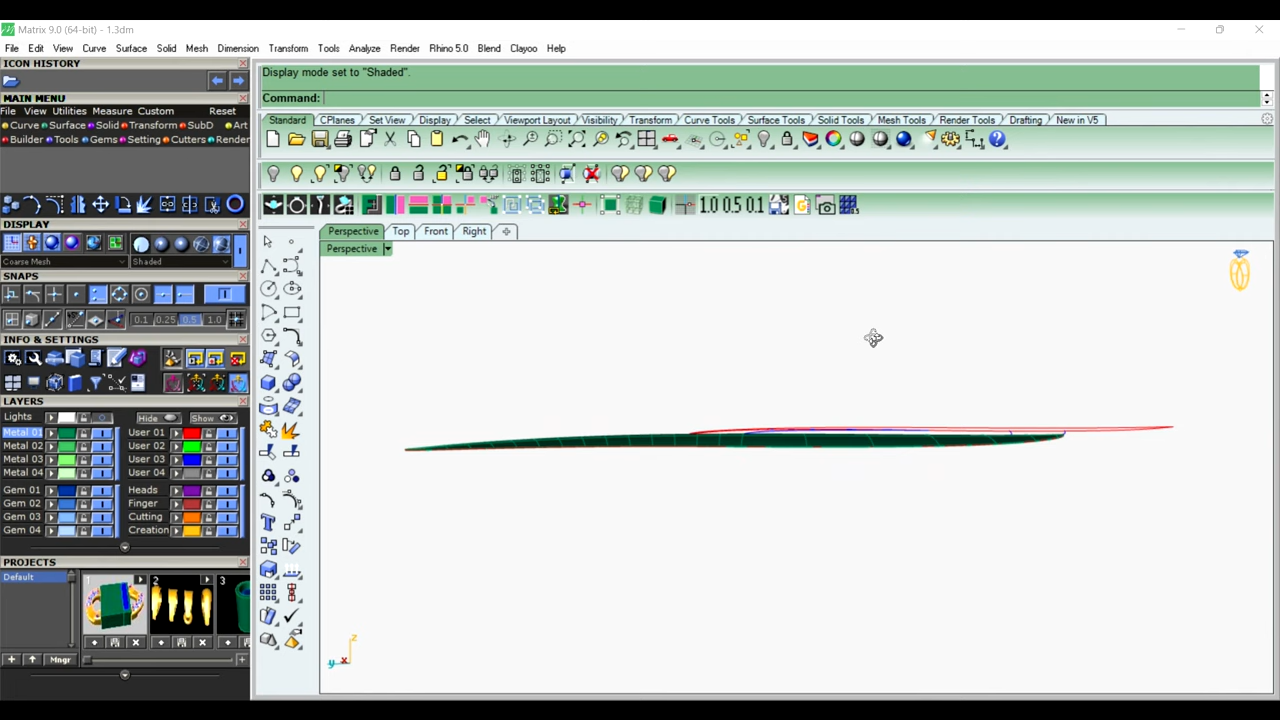 Matrix 9.0 (64-bit) - 1.3dm
File Edit View Curve Surface Solid Mesh Dimension Transform Tools Analyze Render Rhino 5.0 Blend Clayoo Help
ICON HISTORY
MAIN MENU
File View Utilities Measure Custom Reset
Curve Surface Solid Transform SubD Art
Builder Tools Gems Setting Cutters Render
DISPLAY
Coarse Mesh Shaded
SNAPS
0.1 0.25 0.5 1.0
INFO & SETTINGS
LAYERS
Lights Hide Show
Metal 01 User 01
Metal 02 User 02
Metal 03 User 03
Metal 04 User 04
Gem 01 Heads
Gem 02 Finger
Gem 03 Cutting
Gem 04 Creation
PROJECTS
Default
1 2 3
Mngr
Display mode set to "Shaded".
Command:
Standard CPlanes Set View Display Select Viewport Layout Visibility Transform Curve Tools Surface Tools Solid Tools Mesh Tools Render Tools Drafting New in V5
1.0 0.5 0.1
Perspective Top Front Right
Perspective
z
y x